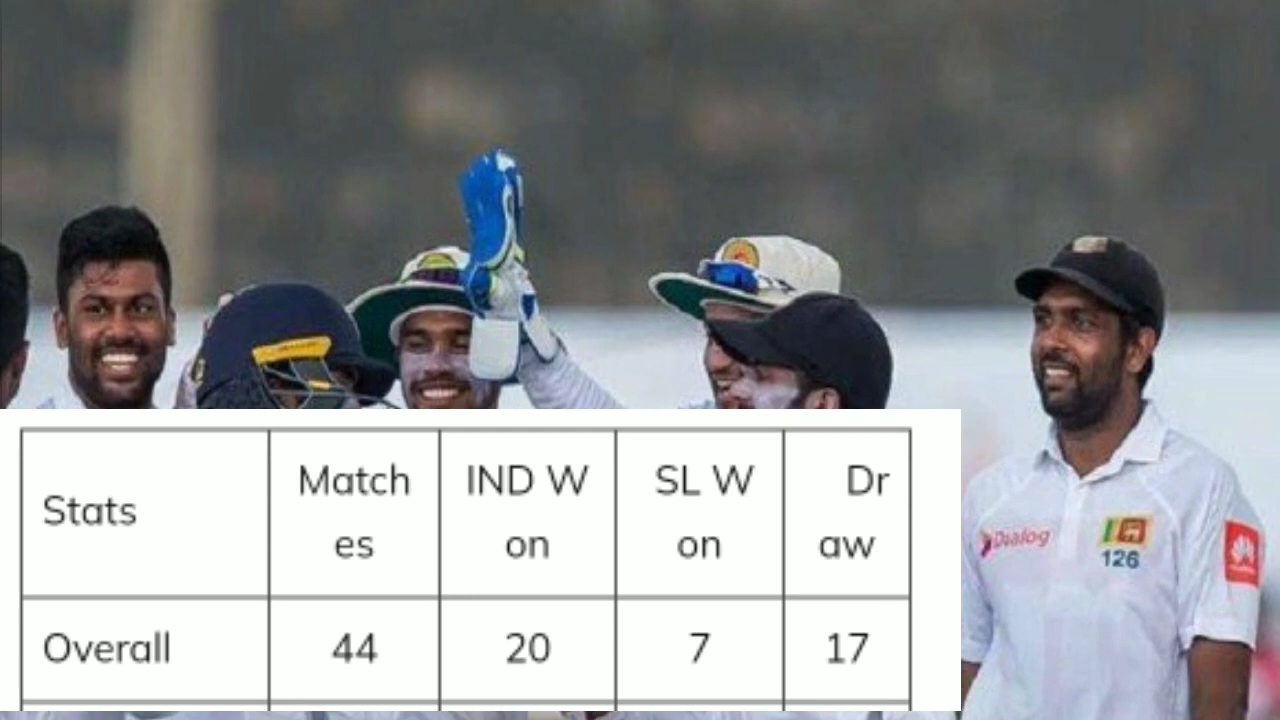 Stats
Match
es
IND W
on
SL W
on
Dr
aw
Overall
44
20
7
17
Dialog
126